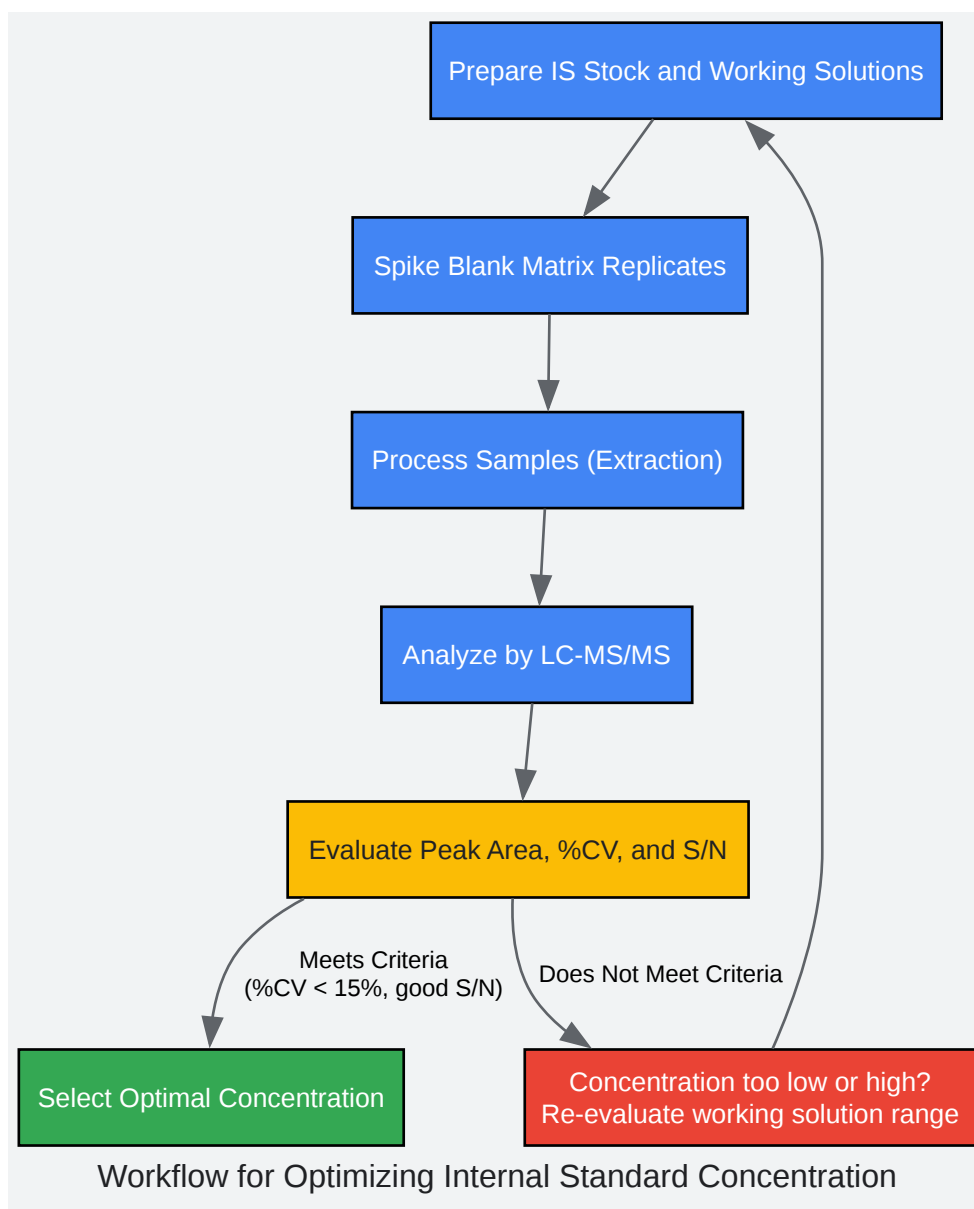 Prepare IS Stock and Working Solutions
Spike Blank Matrix Replicates
Process Samples (Extraction)
Analyze by LC-MS/MS
Evaluate Peak Area, %CV, and S/N
Meets Criteria
(%CV < 15%, good S/N)
Does Not Meet Criteria
Select Optimal Concentration
Concentration too low or high?
Re-evaluate working solution range
Workflow for Optimizing Internal Standard Concentration